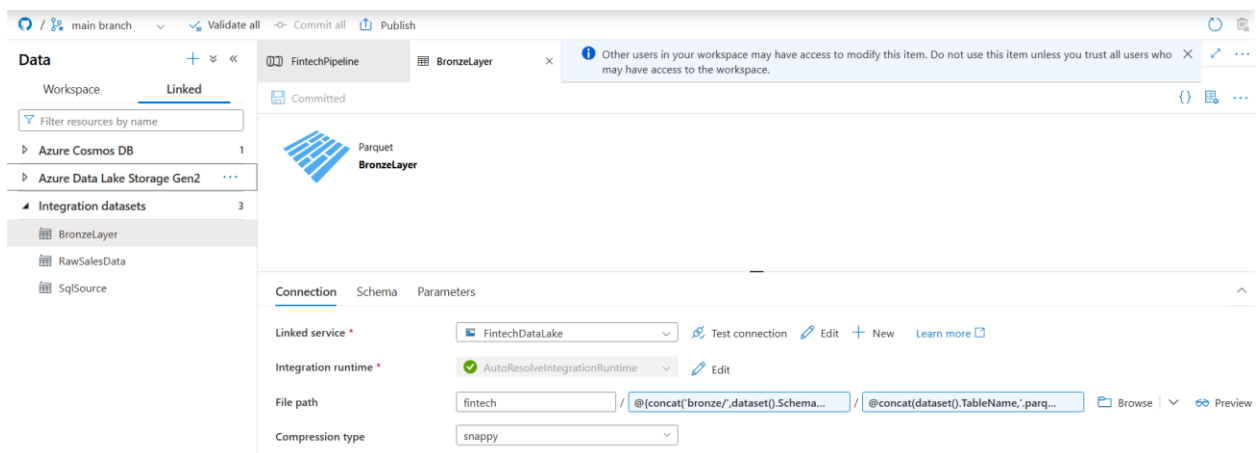 / main branch Validate all Commit all Publish
Data
Workspace Linked
Filter resources by name
Azure Cosmos DB 1
Azure Data Lake Storage Gen2 ...
Integration datasets 3
BronzeLayer
RawSalesData
SqlSource
FintechPipeline BronzeLayer
Other users in your workspace may have access to modify this item. Do not use this item unless you trust all users who
may have access to the workspace.
Committed
{}
Parquet
BronzeLayer
Connection Schema Parameters
Linked service * FintechDataLake Test connection Edit New Learn more
Integration runtime * AutoResolveIntegrationRuntime Edit
File path fintech / @{concat('bronze/',dataset().Schema... / @concat(dataset().TableName,'.parq... Browse Preview
Compression type snappy